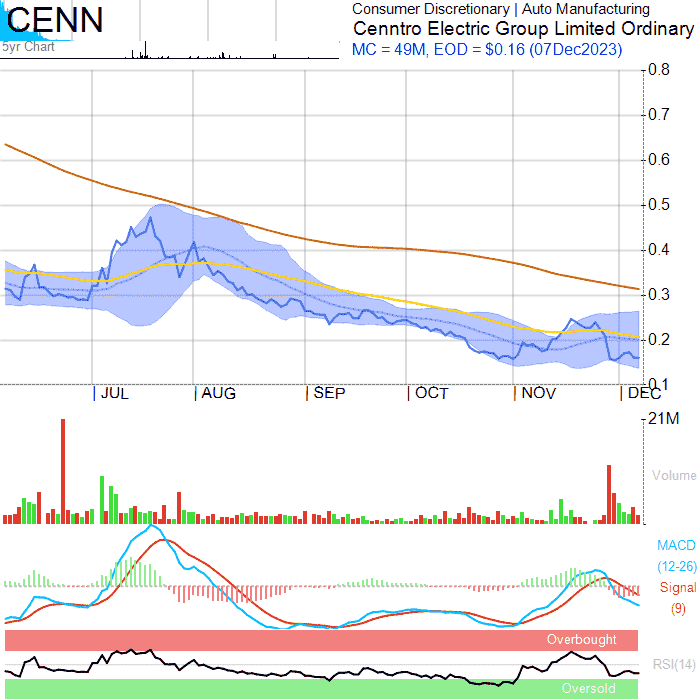 CENN
Consumer Discretionary | Auto Manufacturing
Cenntro Electric Group Limited Ordinary
5yr Chart
MC = 49M, EOD = $0.16 (07Dec2023)
0.8
0.7
0.6
0.5
0.4
0.3
0.2
0.1
JUL AUG SEP OCT NOV DEC
21M
Volume
MACD
(12-26)
Signal
(9)
Overbought
RSI(14)
Oversold